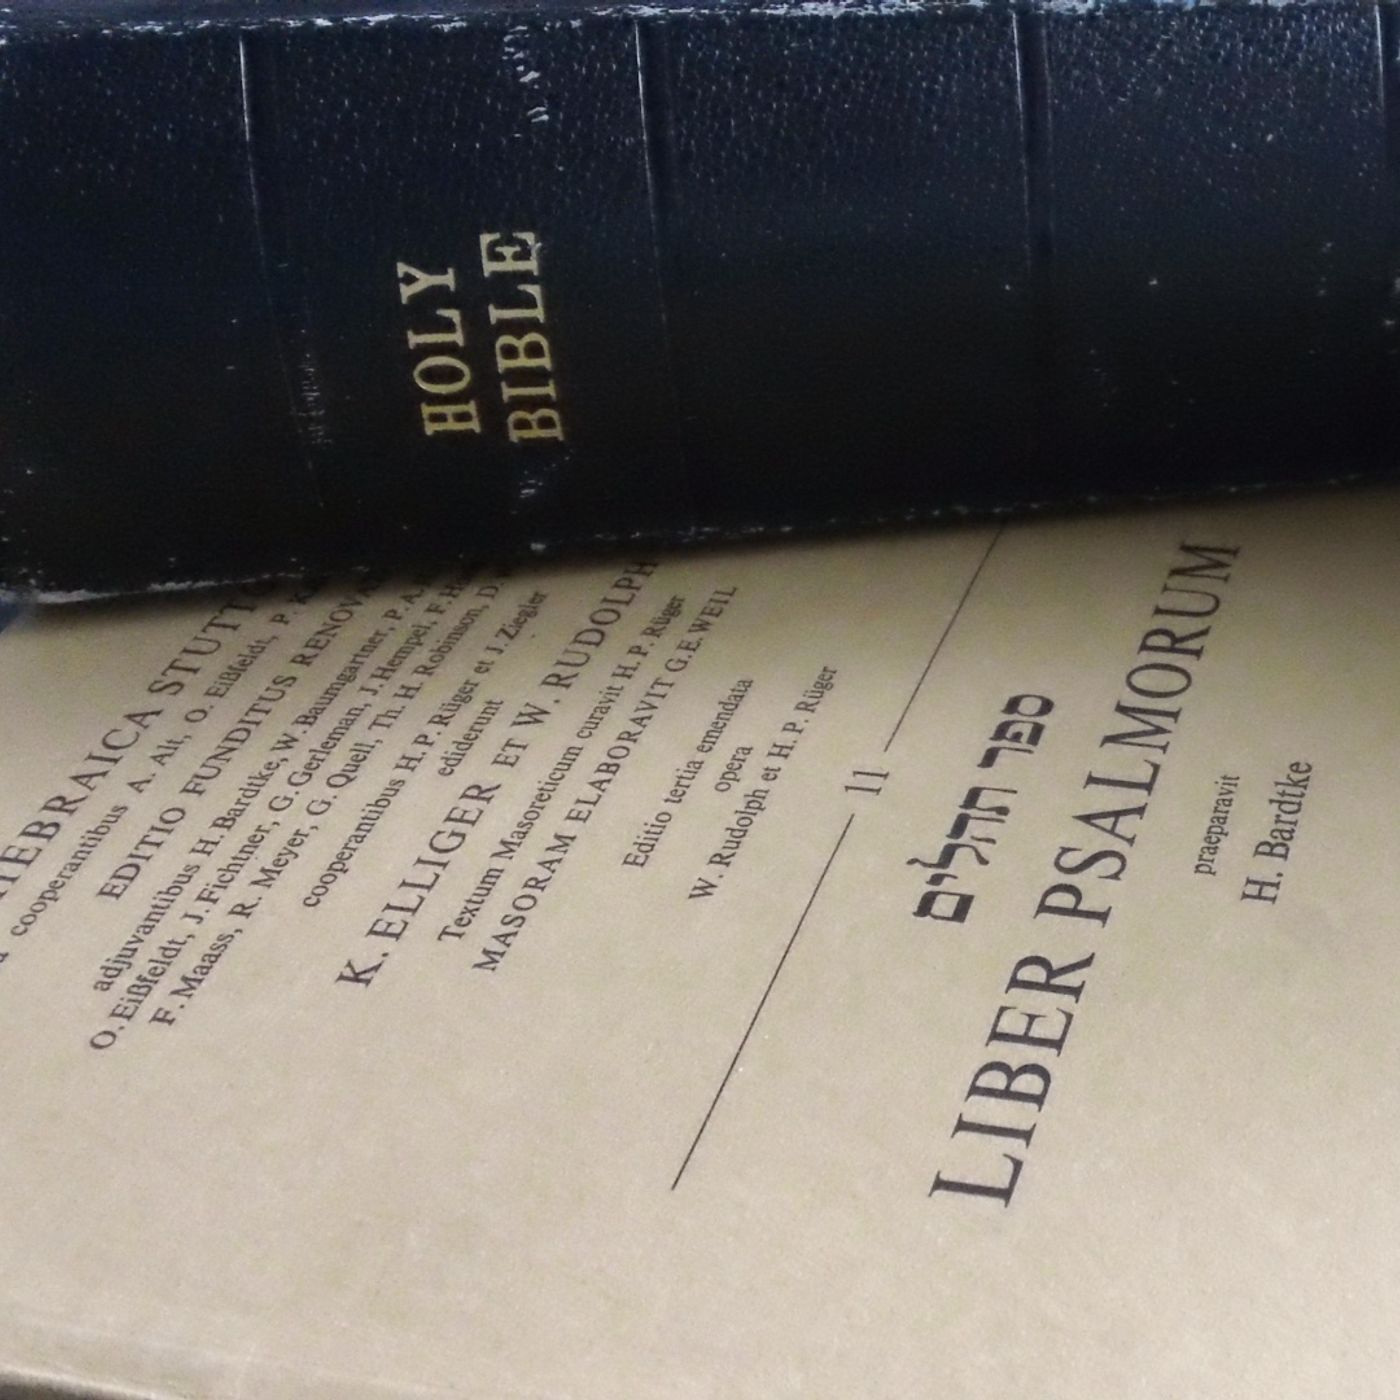 HOLY
BIBLE
HEBRAICA
cooperantibus A. Alt, O. Eißfeldt, P.
EDITIO FUNDITUS
adjuvantibus H. Bardtke, W. Baumgartner, P. A.
O. Eißfeldt, J. Fichtner, G. Gerleman, J. Hempel, F.
F. Maass, R. Meyer, G. Quell, Th. H. Robinson, D.
cooperantibus H. P. Rüger et J. Ziegler
ediderunt
K. ELLIGER ET W. RUDOLPH
Textum Masoreticum curavit H. P. Rüger
MASORAM ELABORAVIT G. E. WEIL
Editio tertia emendata
opera
W. Rudolph et H. P. Rüger
11
ספר תהלים
LIBER PSALMORUM
praeparavit
H. Bardtke